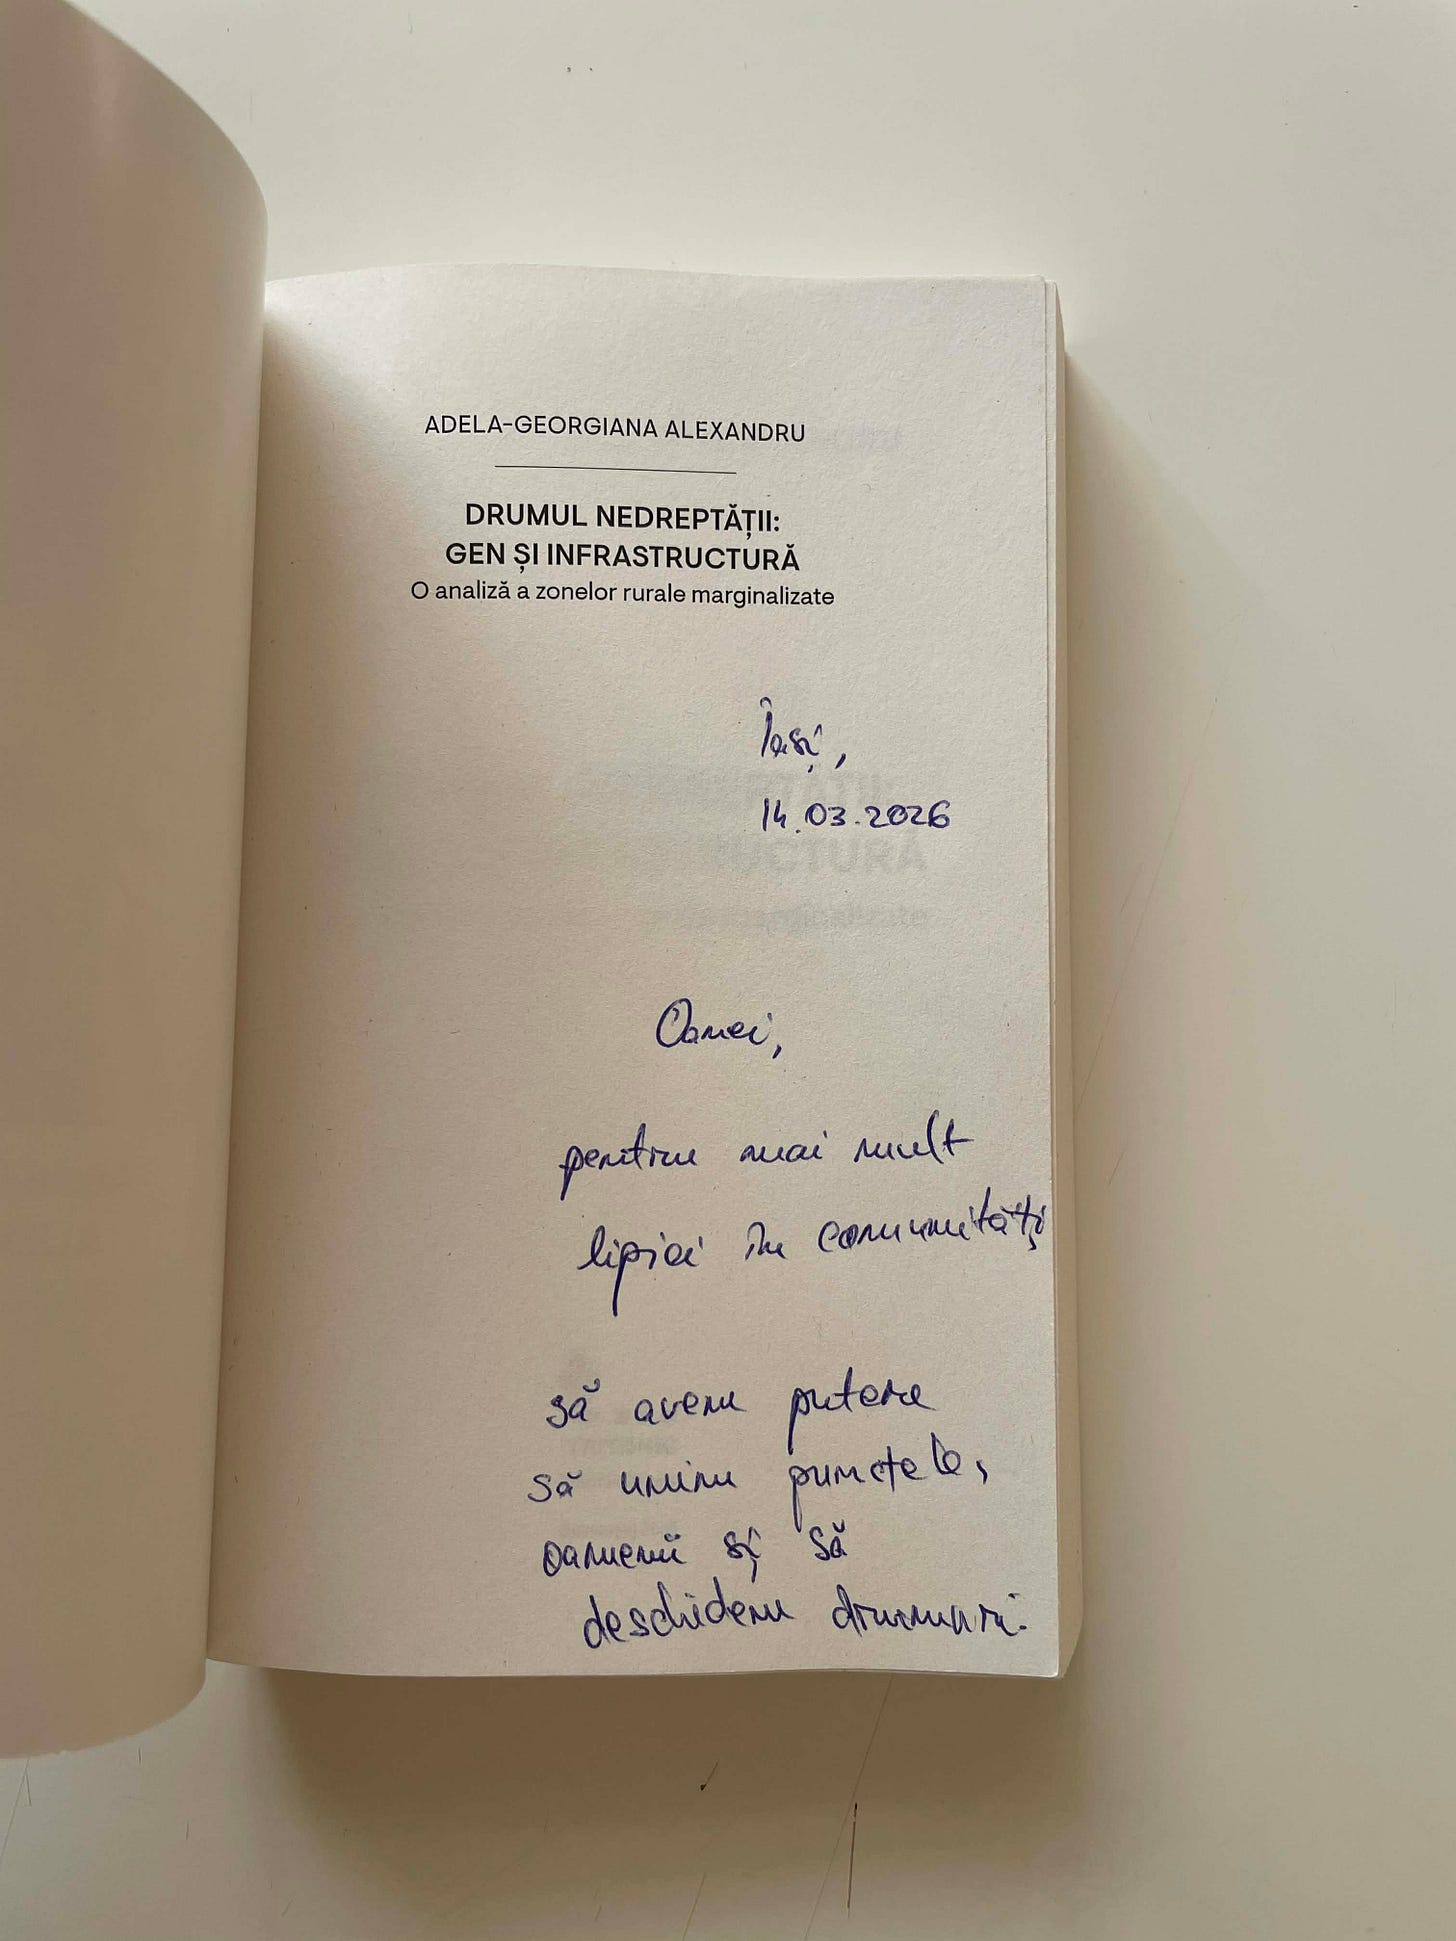 ADELA-GEORGIANA ALEXANDRU
DRUMUL NEDREPTĂȚII:
GEN ȘI INFRASTRUCTURĂ
O analiză a zonelor rurale marginalizate
Iași,
14.03.2026
Oanei,
pentru mai mult
lipici în comunități
să avem putere
să unim punctele,
oamenii și să
deschidem drumuri.